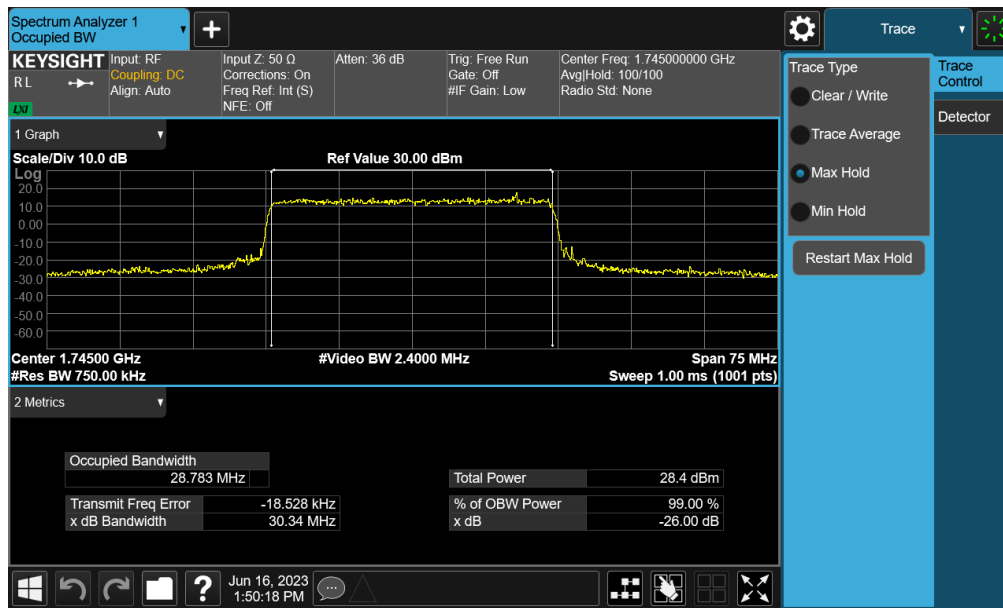 Spectrum Analyzer 1
Occupied BW
Trace
KEYSIGHT
R L
LXI
Input: RF
Coupling: DC
Align: Auto
Input Z: 50 Ω
Corrections: On
Freq Ref: Int (S)
NFE: Off
Atten: 36 dB
Trig: Free Run
Gate: Off
#IF Gain: Low
Center Freq: 1.745000000 GHz
Avg|Hold: 100/100
Radio Std: None
1 Graph
Scale/Div 10.0 dB
Ref Value 30.00 dBm
Log
20.0
10.0
0.00
-10.0
-20.0
-30.0
-40.0
-50.0
-60.0
Center 1.74500 GHz
#Video BW 2.4000 MHz
Span 75 MHz
#Res BW 750.00 kHz
Sweep 1.00 ms (1001 pts)
2 Metrics
Occupied Bandwidth
28.783 MHz
Total Power 28.4 dBm
Transmit Freq Error -18.528 kHz
% of OBW Power 99.00 %
x dB Bandwidth 30.34 MHz
x dB -26.00 dB
Trace Type
Clear / Write
Trace Average
Max Hold
Min Hold
Restart Max Hold
Trace
Control
Detector
?
Jun 16, 2023
1:50:18 PM